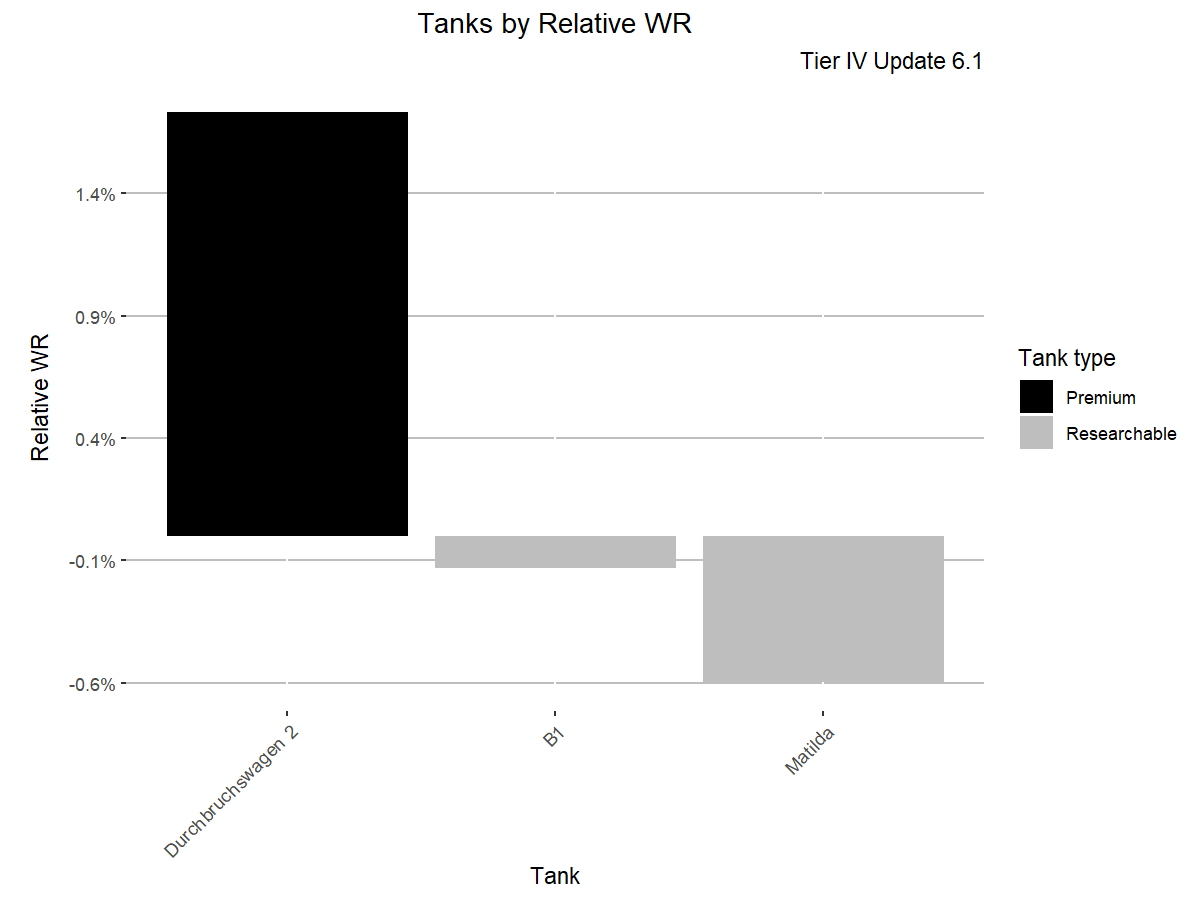 Tanks by Relative WR
Tier IV Update 6.1
Relative WR
1.4%
0.9%
0.4%
-0.1%
-0.6%
Durchbruchswagen 2
B1
Matilda
Tank
Tank type
Premium
Researchable